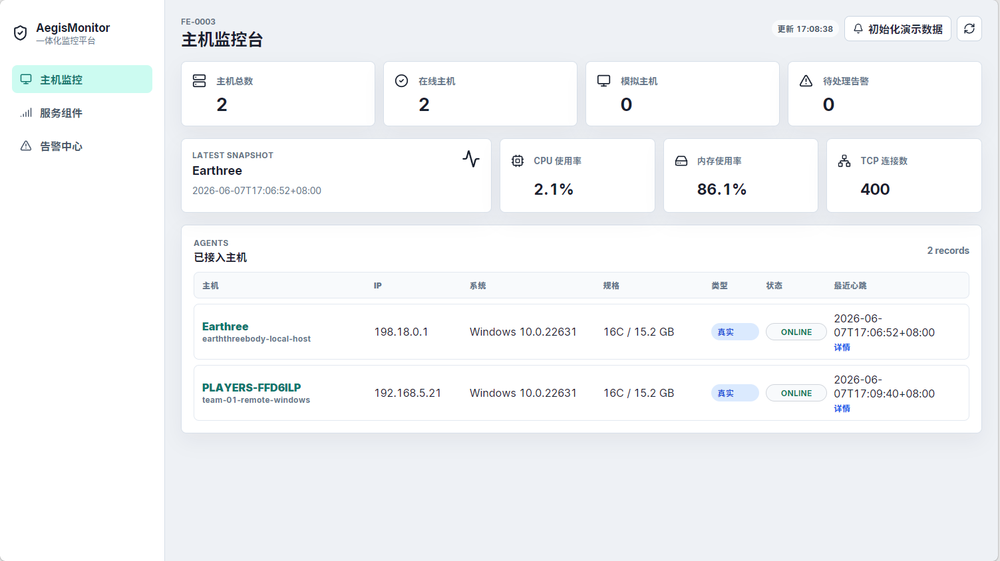 AegisMonitor
一体化监控平台
主机监控
服务组件
告警中心
FE-0003
主机监控台
更新 17:08:38
初始化演示数据
主机总数
2
在线主机
2
模拟主机
0
待处理告警
0
LATEST SNAPSHOT
Earthree
2026-06-07T17:06:52+08:00
CPU 使用率
2.1%
内存使用率
86.1%
TCP 连接数
400
AGENTS
已接入主机
2 records
主机 IP 系统 规格 类型 状态 最近心跳
Earthree
earththreebody-local-host
198.18.0.1
Windows 10.0.22631
16C / 15.2 GB
真实
ONLINE
2026-06-
07T17:06:52+08:00
详情
PLAYERS-FFD6ILP
team-01-remote-windows
192.168.5.21
Windows 10.0.22631
16C / 15.2 GB
真实
ONLINE
2026-06-
07T17:09:40+08:00
详情